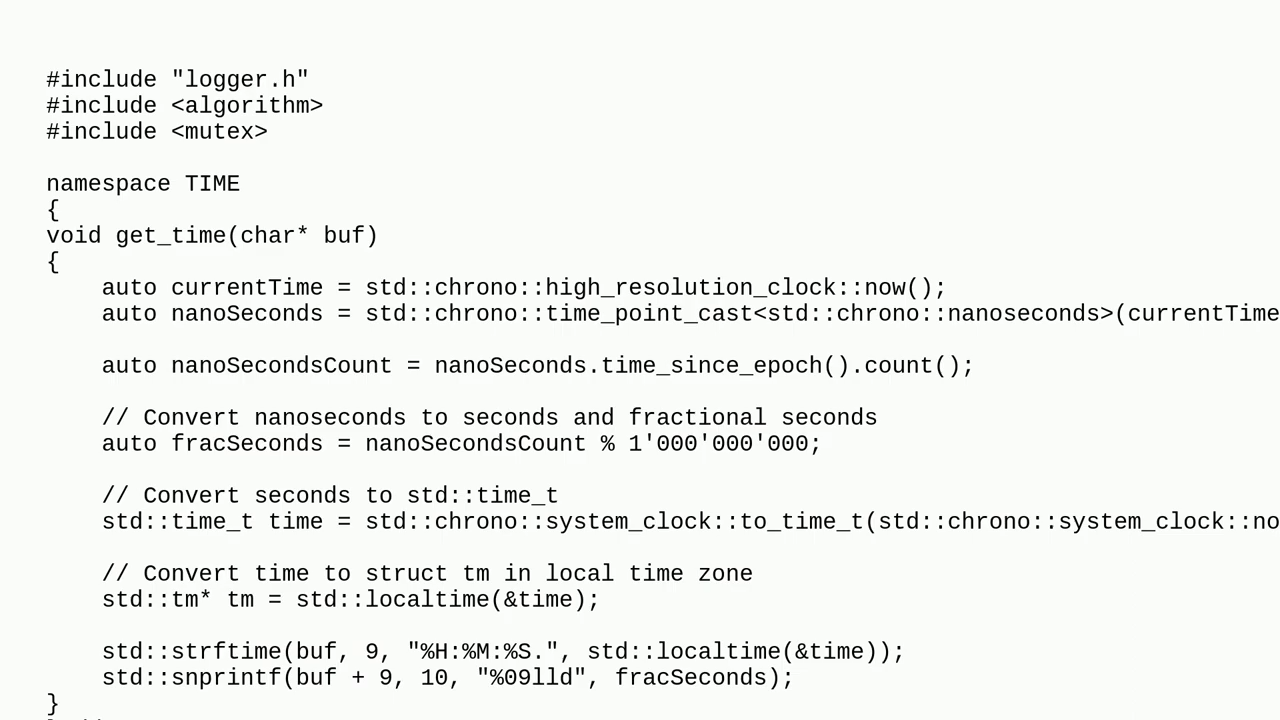 #include "logger.h"
#include <algorithm>
#include <mutex>
namespace TIME
{
void get_time(char* buf)
{
auto currentTime = std::chrono::high_resolution_clock::now();
auto nanoSeconds = std::chrono::time_point_cast<std::chrono::nanoseconds>(currentTime
auto nanoSecondsCount = nanoSeconds.time_since_epoch().count();
// Convert nanoseconds to seconds and fractional seconds
auto fracSeconds = nanoSecondsCount % 1'000'000'000;
// Convert seconds to std::time_t
std::time_t time = std::chrono::system_clock::to_time_t(std::chrono::system_clock::no
// Convert time to struct tm in local time zone
std::tm* tm = std::localtime(&time);
std::strftime(buf, 9, "%H:%M:%S.", std::localtime(&time));
std::snprintf(buf + 9, 10, "%09lld", fracSeconds);
}